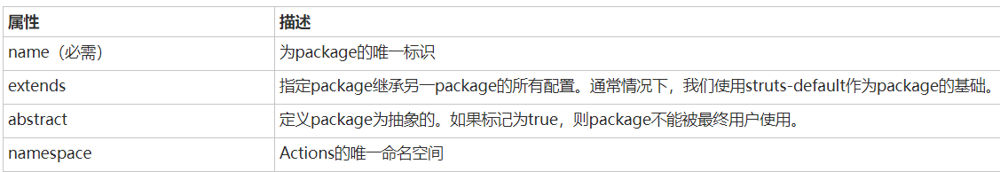 属性 描述
name（必需） 为package的唯一标识
extends 指定package继承另一package的所有配置。通常情况下，我们使用struts-default作为package的基础。
abstract 定义package为抽象的。如果标记为true，则package不能被最终用户使用。
namespace Actions的唯一命名空间